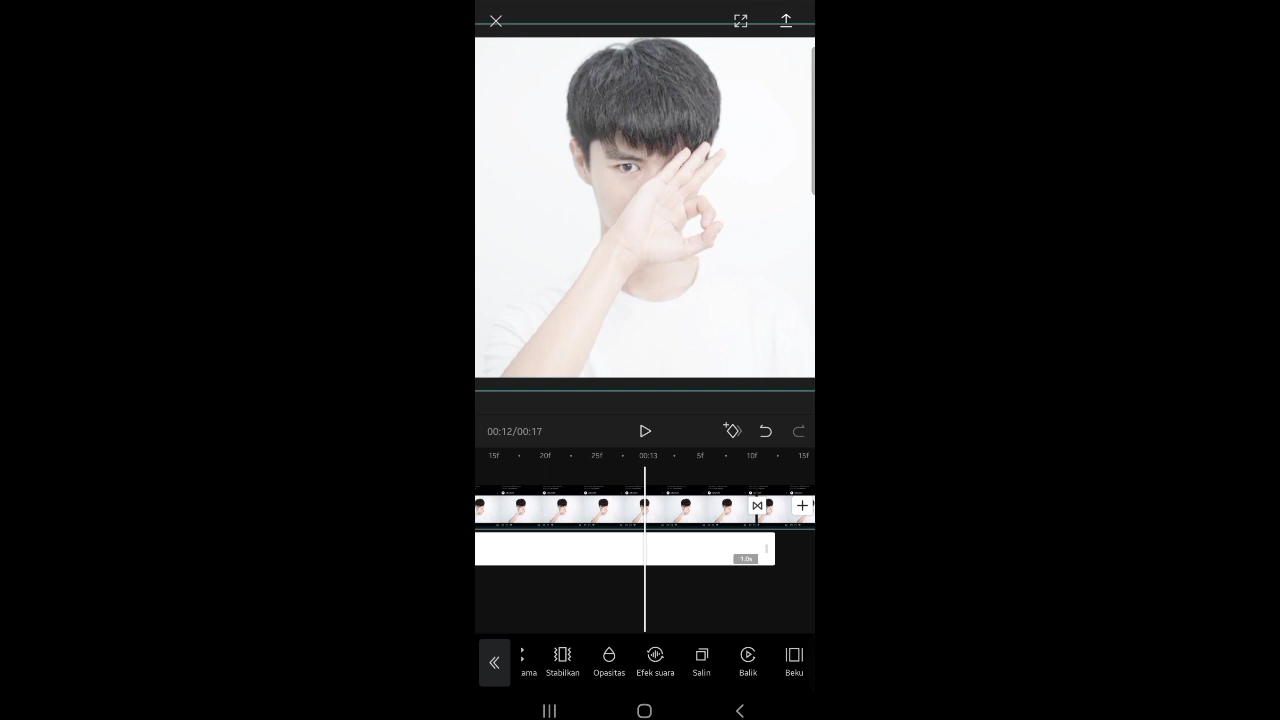 00:12/00:17
15f 20f 25f 00:13 5f 10f 15f
1.0s
ama Stabilkan Opasitas Efek suara Salin Balik Beku